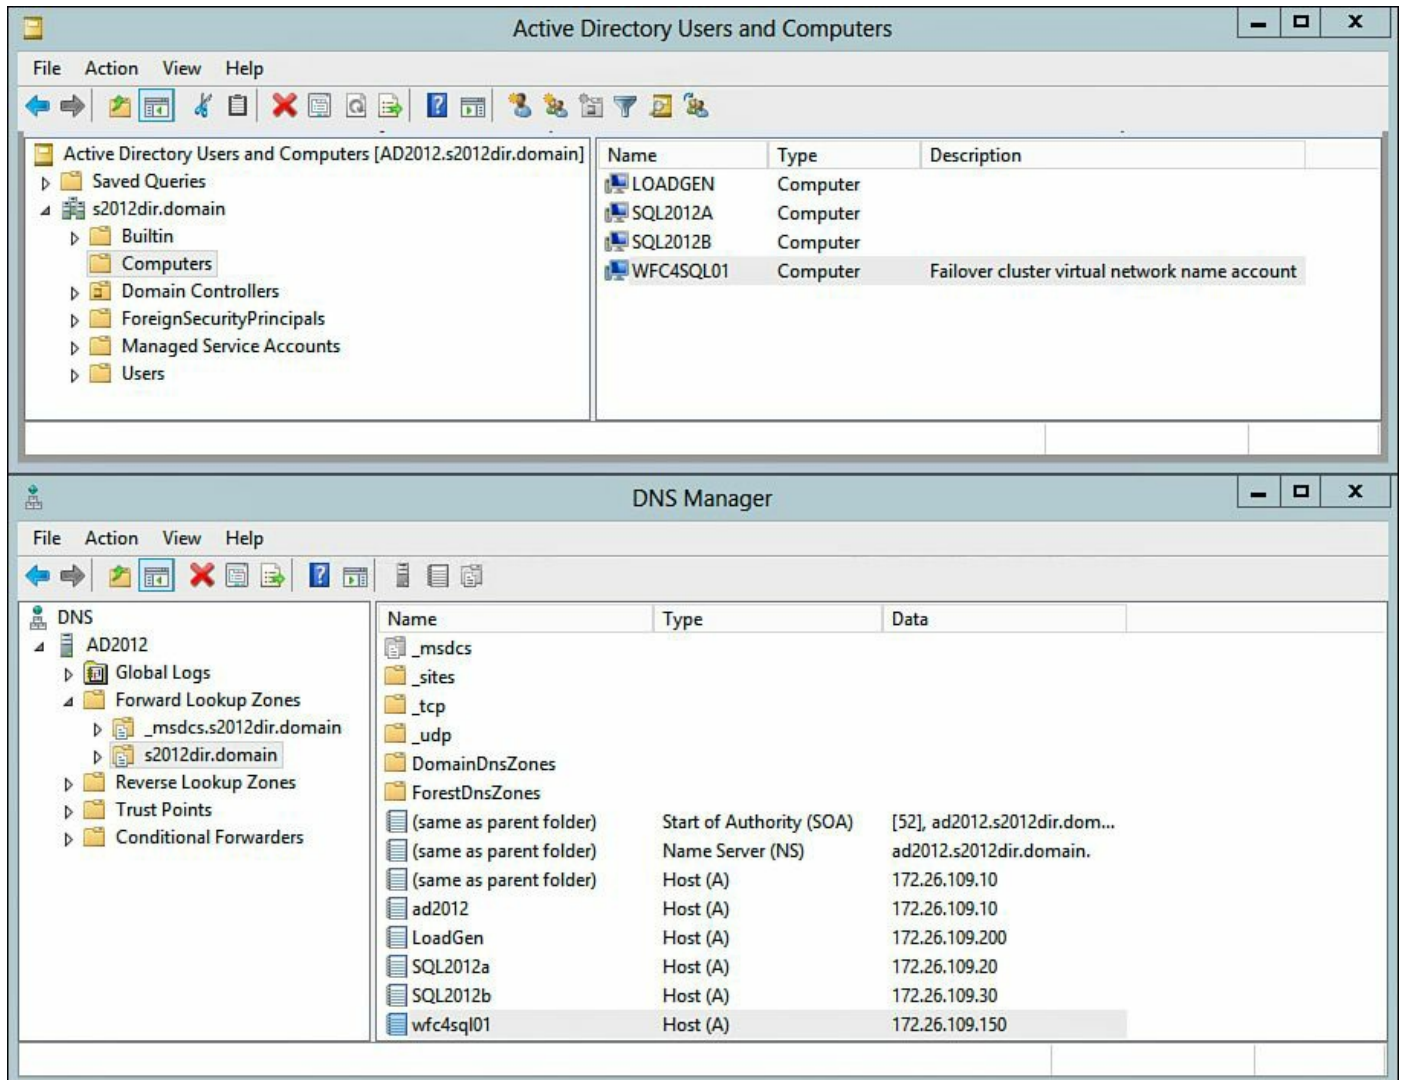 Active Directory Users and Computers
File Action View Help
Active Directory Users and Computers [AD2012.s2012dir.domain]
Saved Queries
s2012dir.domain
Builtin
Computers
Domain Controllers
ForeignSecurityPrincipals
Managed Service Accounts
Users
Name Type Description
LOADGEN Computer
SQL2012A Computer
SQL2012B Computer
WFC4SQL01 Computer Failover cluster virtual network name account
DNS Manager
File Action View Help
DNS
AD2012
Global Logs
Forward Lookup Zones
_msdcs.s2012dir.domain
s2012dir.domain
Reverse Lookup Zones
Trust Points
Conditional Forwarders
Name Type Data
_msdcs
_sites
_tcp
_udp
DomainDnsZones
ForestDnsZones
(same as parent folder) Start of Authority (SOA) [52], ad2012.s2012dir.dom...
(same as parent folder) Name Server (NS) ad2012.s2012dir.domain.
(same as parent folder) Host (A) 172.26.109.10
ad2012 Host (A) 172.26.109.10
LoadGen Host (A) 172.26.109.200
SQL2012a Host (A) 172.26.109.20
SQL2012b Host (A) 172.26.109.30
wfc4sql01 Host (A) 172.26.109.150